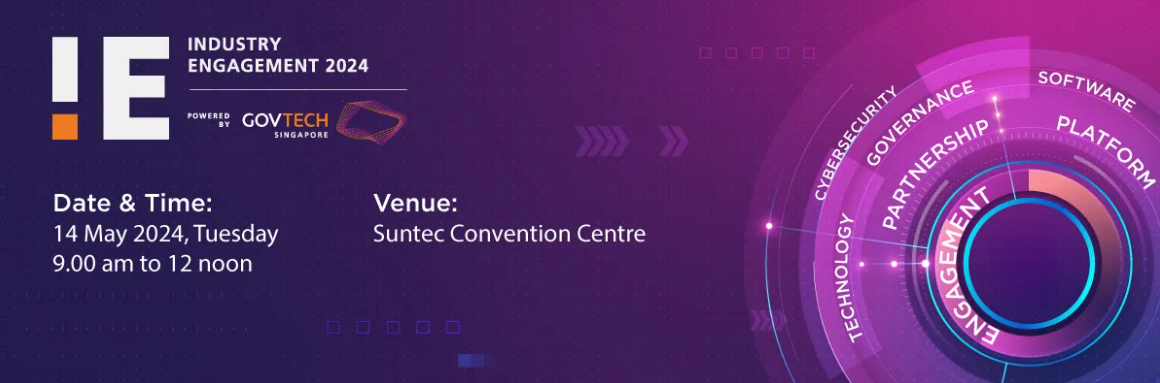 !E
INDUSTRY
ENGAGEMENT 2024
POWERED
BY
GOVTECH
SINGAPORE
Date & Time:
14 May 2024, Tuesday
9.00 am to 12 noon
Venue:
Suntec Convention Centre
CYBERSECURITY
GOVERNANCE
SOFTWARE
PARTNERSHIP
PLATFORM
TECHNOLOGY
ENGAGEMENT